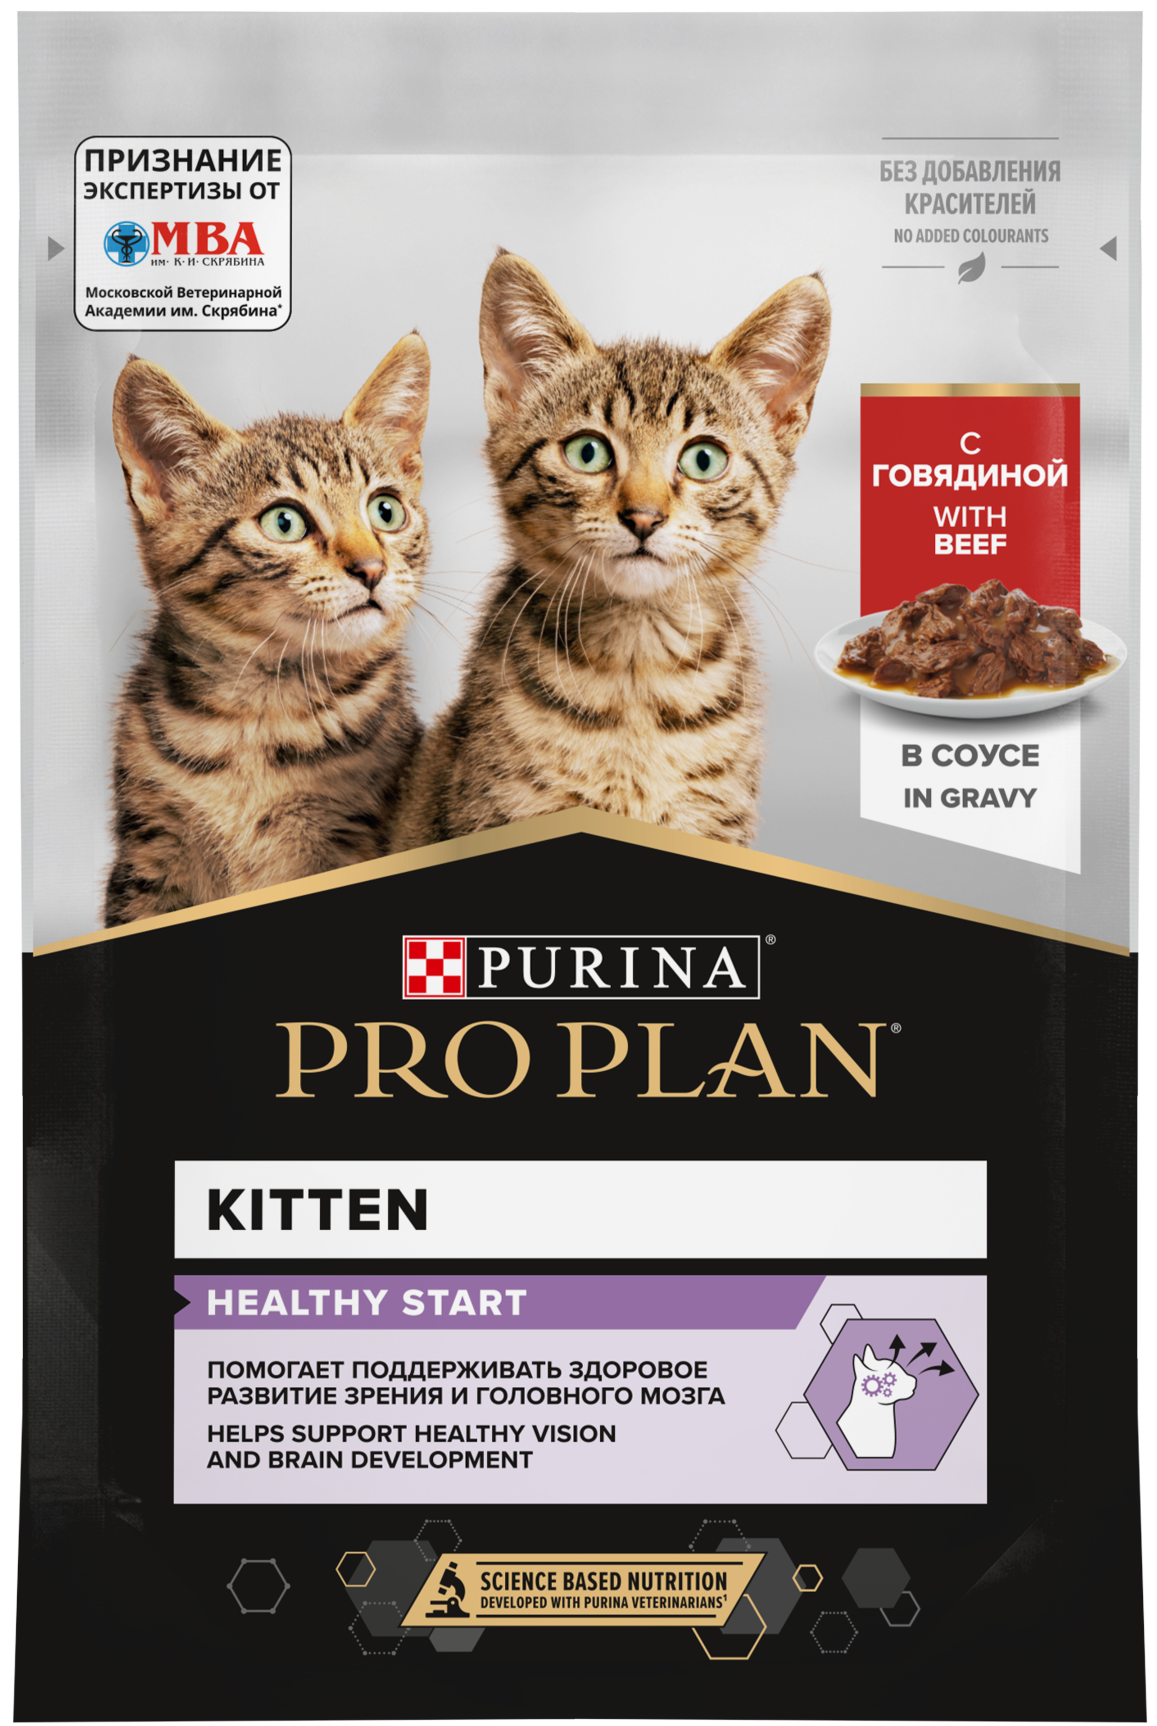 ПРИЗНАНИЕ
ЭКСПЕРТИЗЫ ОТ
МВА
ИМ· К·И·СКРЯБИНА
Московской Ветеринарной
Академии им. Скрябина*
БЕЗ ДОБАВЛЕНИЯ
КРАСИТЕЛЕЙ
NO ADDED COLOURANTS
С
ГОВЯДИНОЙ
WITH
BEEF
В СОУСЕ
IN GRAVY
PURINA®
PRO PLAN®
KITTEN
HEALTHY START
ПОМОГАЕТ ПОДДЕРЖИВАТЬ ЗДОРОВОЕ
РАЗВИТИЕ ЗРЕНИЯ И ГОЛОВНОГО МОЗГА
HELPS SUPPORT HEALTHY VISION
AND BRAIN DEVELOPMENT
SCIENCE BASED NUTRITION
DEVELOPED WITH PURINA VETERINARIANS¹